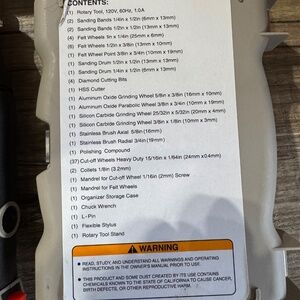 CONTENTS:
(1) Rotary Tool, 120V, 60Hz, 1.0A
(2) Sanding Bands 1/4in x 1/2in (6mm x 13mm)
(2) Sanding Bands 1/2in x 1/2in (13mm x 13mm)
(4) Felt Wheels 1in x 1/4in (25mm x 6mm)
(6) Felt Wheels 1/2in x 3/8in (13mm x 10mm)
(1) Felt Wheel Point 3/8in x 3/4in (10mm x 19mm)
(1) Sanding Drum 1/2in x 1/2in (13mm x 13mm)
(1) Sanding Drum 1/4in x 1/2in (6mm x 13mm)
(4) Diamond Cutting Bits
(1) HSS Cutter
(1) Aluminum Oxide Grinding Wheel 5/8in x 3/8in (16mm x 10mm)
(1) Aluminum Oxide Parabolic Wheel 3/8in x 3/4in (10mm x 19mm)
(1) Silicon Carbide Grinding Wheel 25/32in x 5/32in (20mm x 4mm)
(1) Silicon Carbide Grinding Wheel 3/8in x 1/8in (10mm x 3mm)
(1) Stainless Brush Axial 5/8in (16mm)
(1) Stainless Brush Radial 3/4in (19mm)
(1) Polishing Compound
(37) Cut-off Wheels Heavy Duty 15/16in x 1/64in (24mm x 0.4mm)
(2) Collets 1/8in (3.2mm)
(1) Mandrel for Cut-off Wheel 1/16in (2mm) Screw
(1) Mandrel for Felt Wheels
(1) Organizer Storage Case
(1) Chuck Wrench
(1) L-Pin
(1) Flexible Stylus
(1) Rotary Tool Stand
WARNING
• READ, STUDY, AND UNDERSTAND ALL WARNINGS AND OPERATING
INSTRUCTIONS IN THE OWNER'S MANUAL PRIOR TO USE.
• THIS PRODUCT AND SOME DUST CREATED BY ITS USE CONTAINS
CHEMICALS KNOWN TO THE STATE OF CALIFORNIA TO CAUSE CANCER,
BIRTH DEFECTS, OR OTHER REPRODUCTIVE HARM.